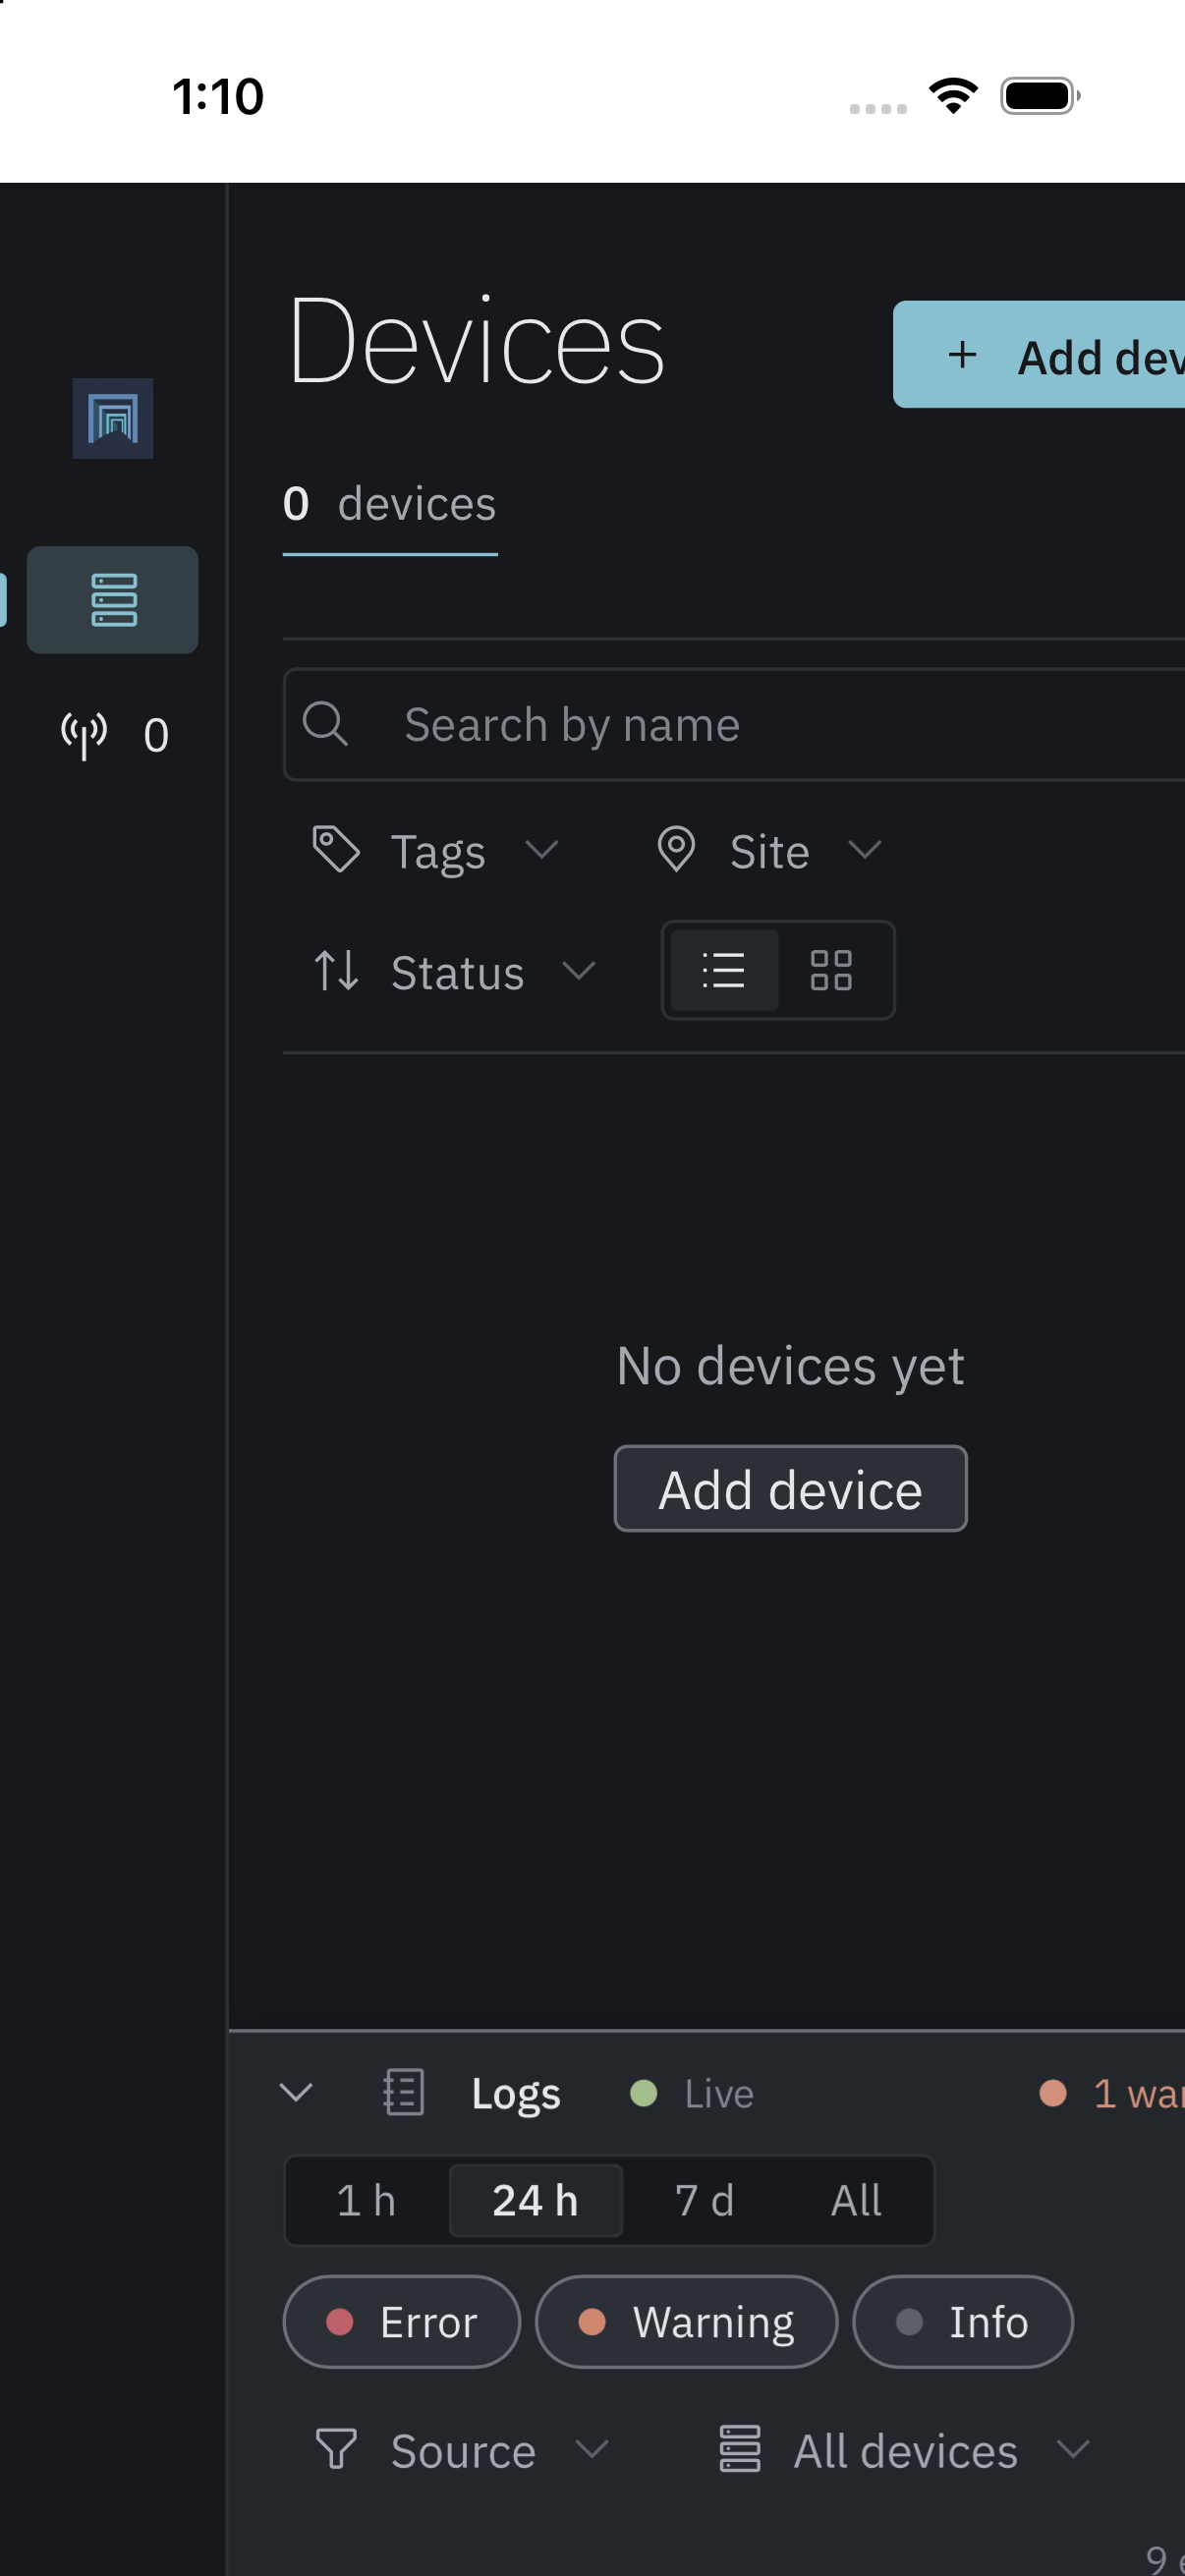 1:10
Devices
+ Add dev
0 devices
0
Search by name
Tags
Site
Status
No devices yet
Add device
Logs
Live
1 war
1 h
24 h
7 d
All
Error
Warning
Info
Source
All devices
9